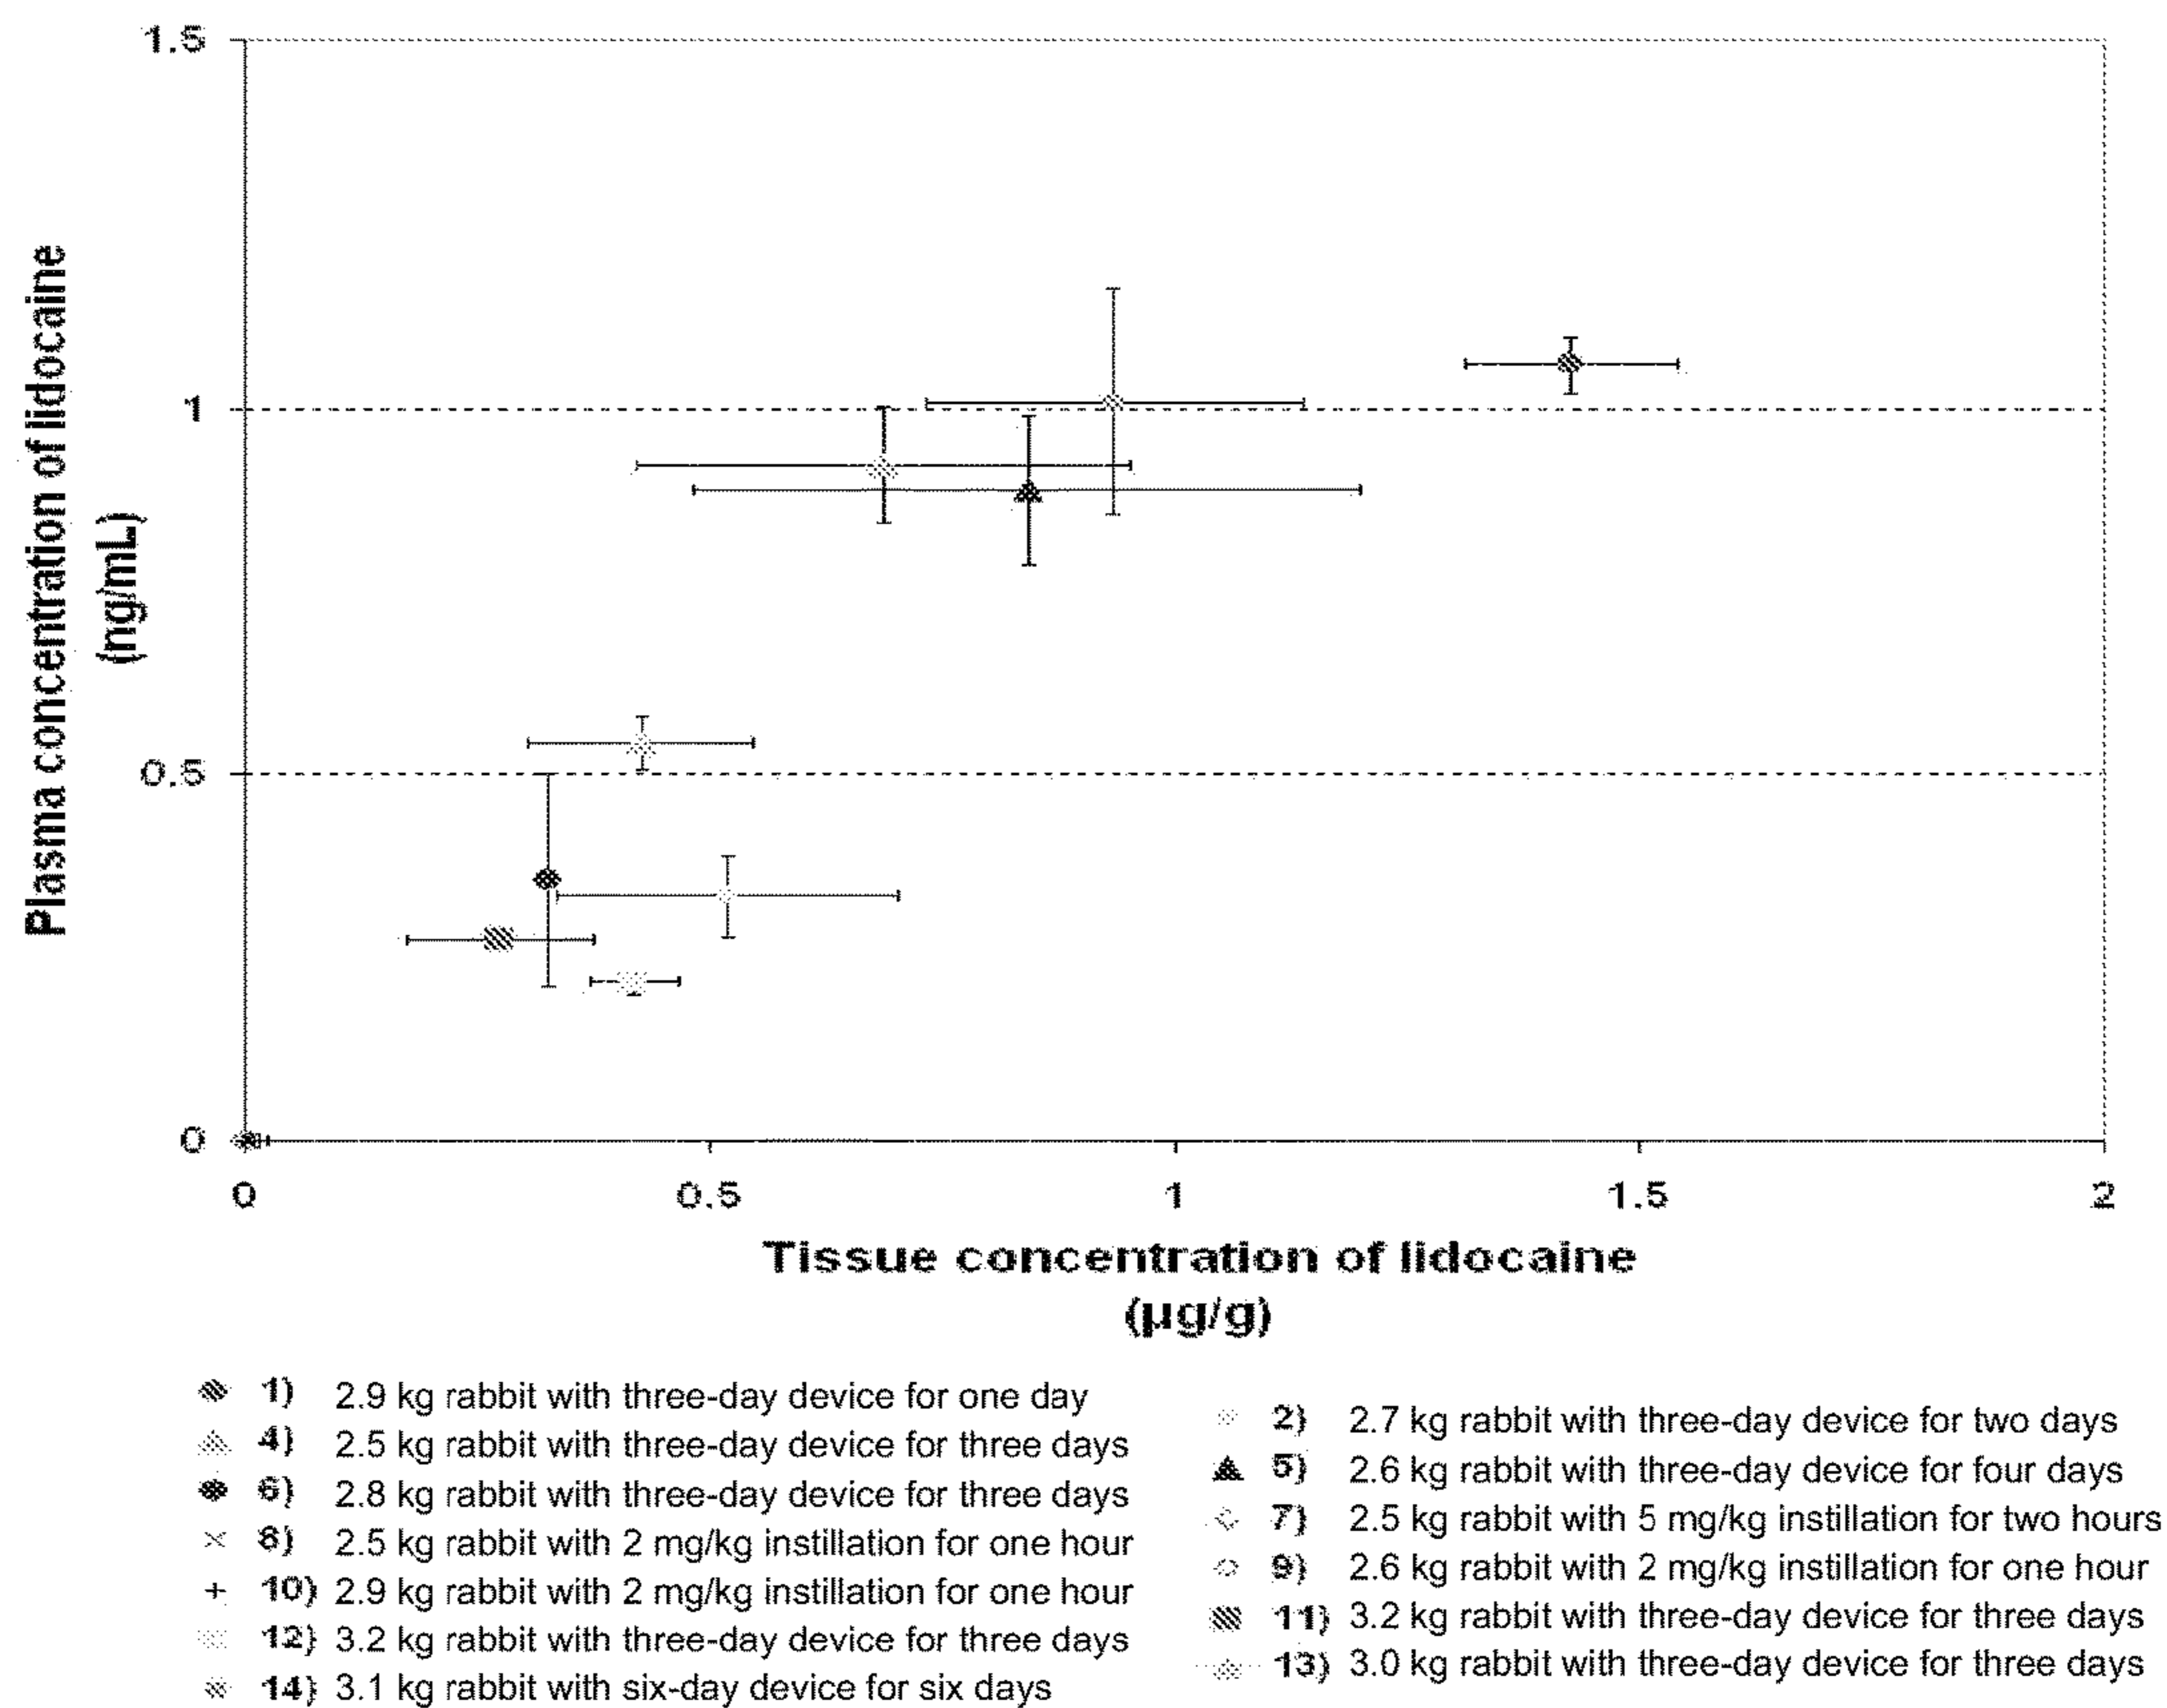 1.5
1
0.5
0
Plasma concentration of lidocaine
(ng/mL)
0
0.5
1
1.5
2
Tissue concentration of lidocaine
(µg/g)
1) 2.9 kg rabbit with three-day device for one day
4) 2.5 kg rabbit with three-day device for three days
6) 2.8 kg rabbit with three-day device for three days
8) 2.5 kg rabbit with 2 mg/kg instillation for one hour
10) 2.9 kg rabbit with 2 mg/kg instillation for one hour
12) 3.2 kg rabbit with three-day device for three days
14) 3.1 kg rabbit with six-day device for six days
2) 2.7 kg rabbit with three-day device for two days
5) 2.6 kg rabbit with three-day device for four days
7) 2.5 kg rabbit with 5 mg/kg instillation for two hours
9) 2.6 kg rabbit with 2 mg/kg instillation for one hour
11) 3.2 kg rabbit with three-day device for three days
13) 3.0 kg rabbit with three-day device for three days